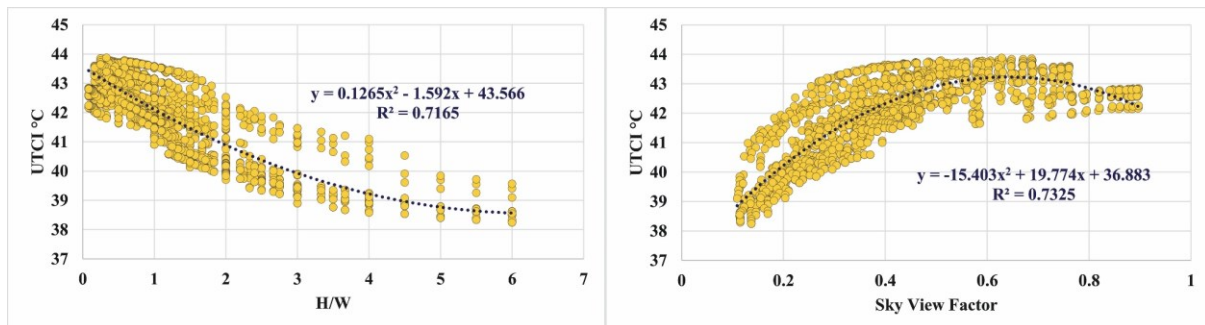 45
44
43
42
41
40
39
38
37
UTCI °C
y = 0.1265x² - 1.592x + 43.566
R² = 0.7165
0 1 2 3 4 5 6 7
H/W
45
44
43
42
41
40
39
38
37
UTCI °C
y = -15.403x² + 19.774x + 36.883
R² = 0.7325
0 0.2 0.4 0.6 0.8 1
Sky View Factor